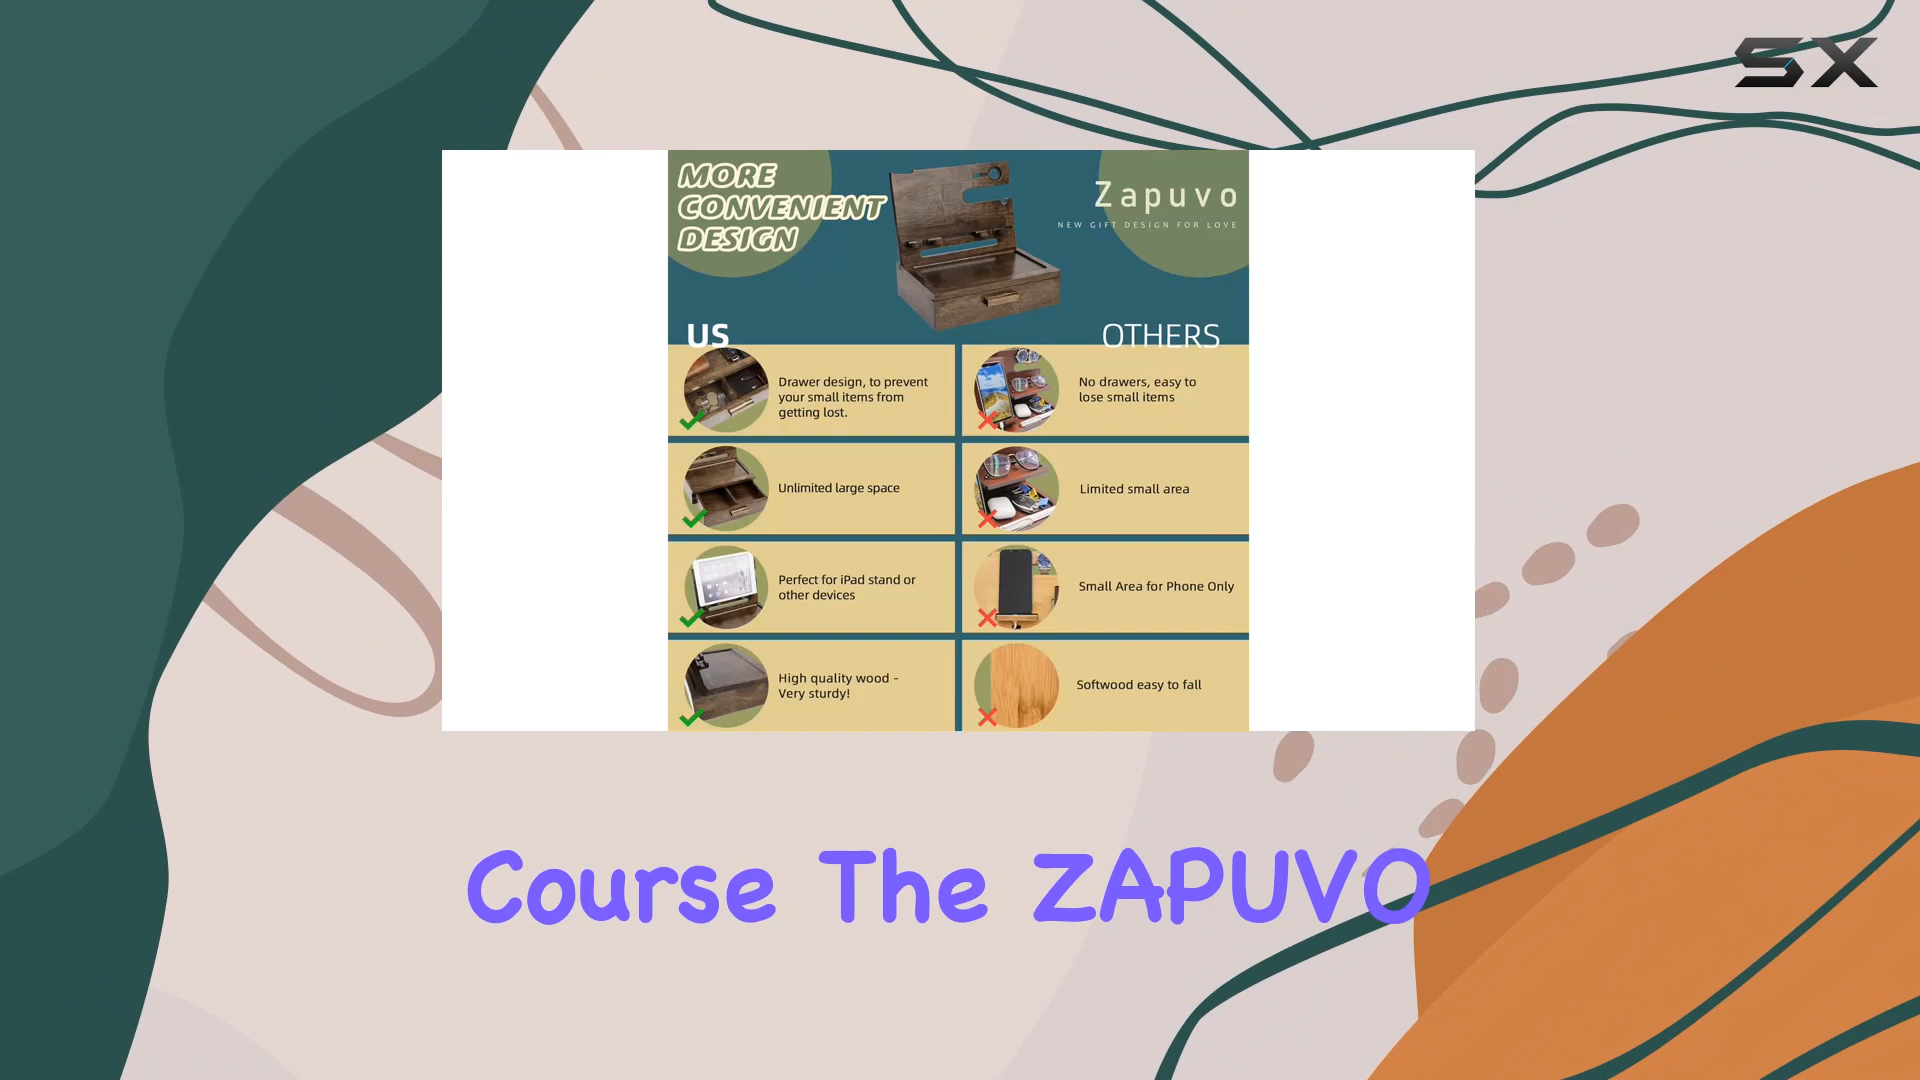 SX
MORE
CONVENIENT
DESIGN
Zapuvo
NEW GIFT DESIGN FOR LOVE
US
OTHERS
Drawer design, to prevent
your small items from
getting lost.
No drawers, easy to
lose small items
Unlimited large space
Limited small area
Perfect for iPad stand or
other devices
Small Area for Phone Only
High quality wood -
Very sturdy!
Softwood easy to fall
Course The ZAPUVO